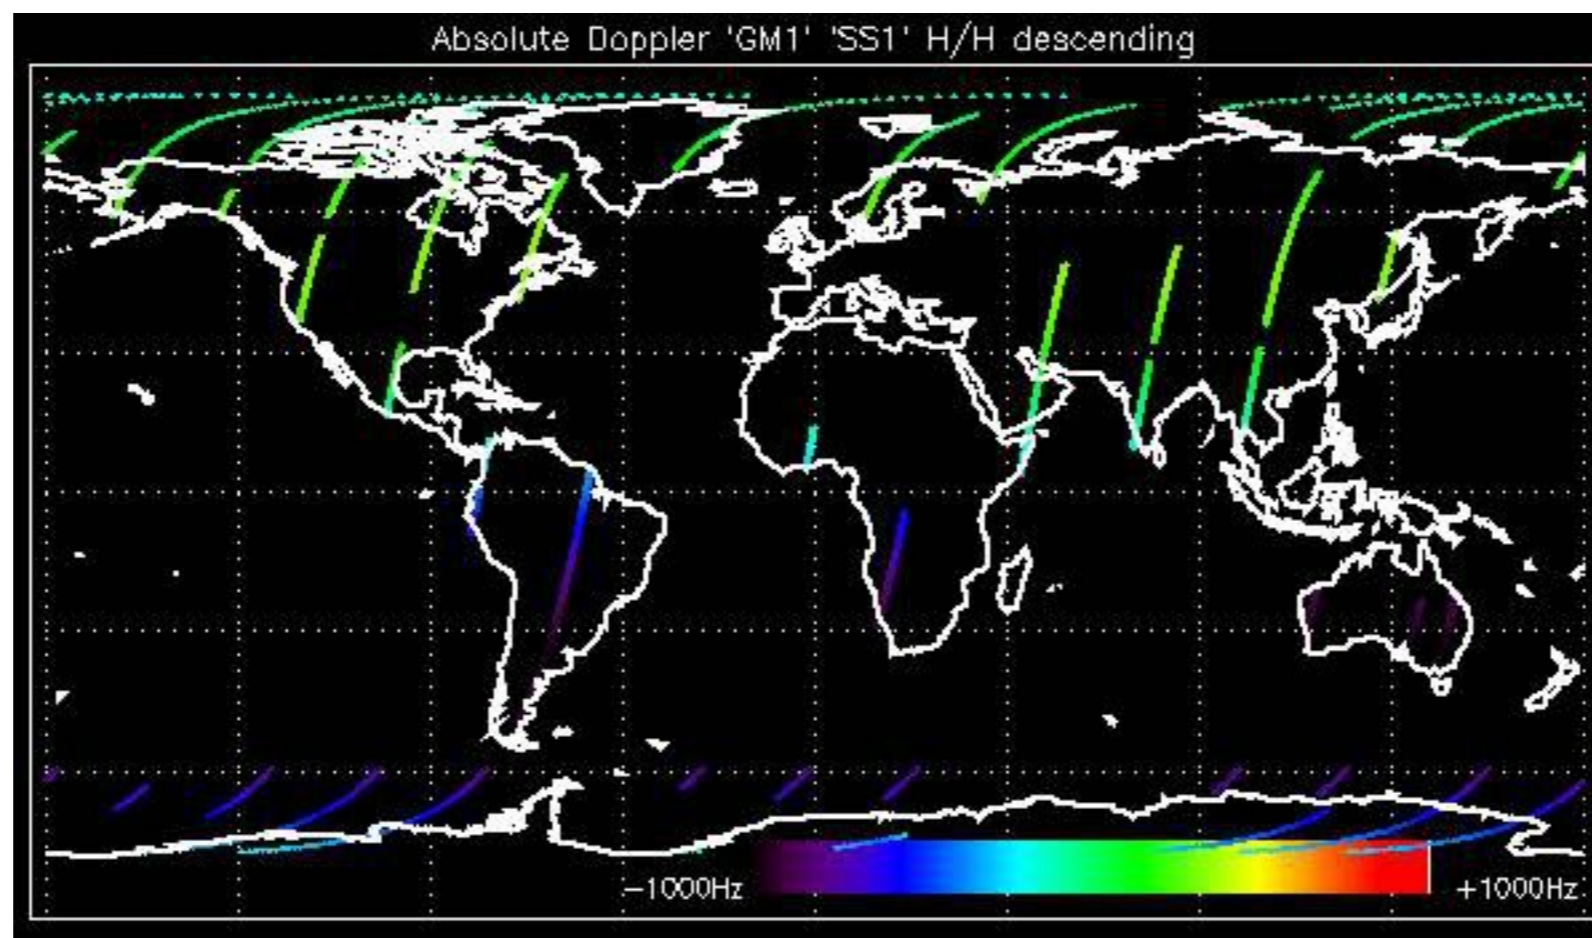 Absolute Doppler 'GM1' 'SS1' H/H descending
-1000Hz +1000Hz